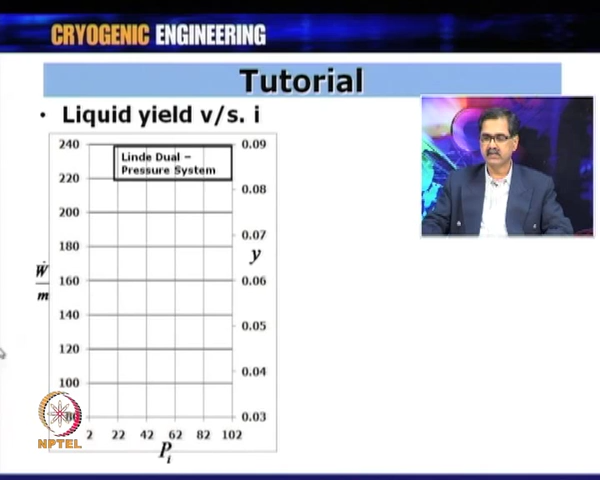 CRYOGENIC ENGINEERING
Tutorial
• Liquid yield v/s. i
Linde Dual –
Pressure System
240 0.09
220 0.08
200
180 0.07
y
Ẇ
m
160 0.06
140 0.05
120
100 0.04
80 0.03
2 22 42 62 82 102
Pi
NPTEL